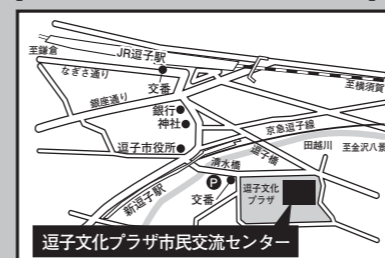 至鎌倉
JR逗子駅
なぎさ通り
交番
至横須賀
銀座通り
銀行
神社
京急逗子線
逗子市役所
逗子橋
田越川
至金沢八景
清水橋
新逗子駅
P
交番
逗子文化
プラザ
逗子文化プラザ市民交流センター